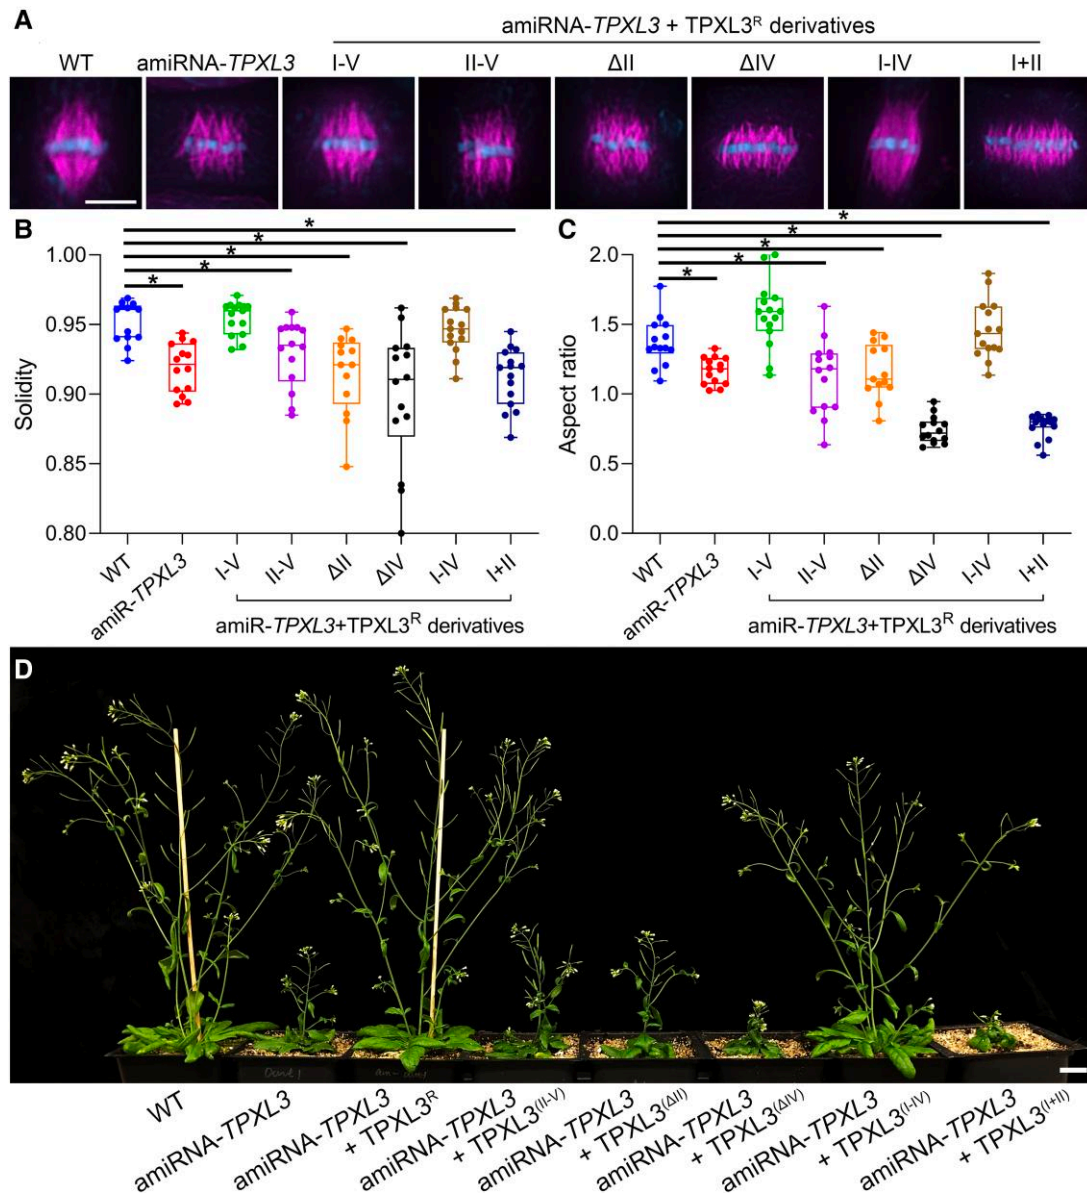 A
amiRNA-TPXL3 + TPXL3ᴿ derivatives
WT amiRNA-TPXL3 I-V II-V ΔII ΔIV I-IV I+II
B
Solidity
1.00
0.95
0.90
0.85
0.80
* * * * *
WT amiR-TPXL3 I-V II-V ΔII ΔIV I-IV I+II
amiR-TPXL3+TPXL3ᴿ derivatives
C
Aspect ratio
2.0
1.5
1.0
0.5
0.0
* * * * *
WT amiR-TPXL3 I-V II-V ΔII ΔIV I-IV I+II
amiR-TPXL3+TPXL3ᴿ derivatives
D
WT
amiRNA-TPXL3
amiRNA-TPXL3
+ TPXL3ᴿ
amiRNA-TPXL3
+ TPXL3(II-V)
amiRNA-TPXL3
+ TPXL3(ΔII)
amiRNA-TPXL3
+ TPXL3(ΔIV)
amiRNA-TPXL3
+ TPXL3(I-IV)
amiRNA-TPXL3
+ TPXL3(I+II)